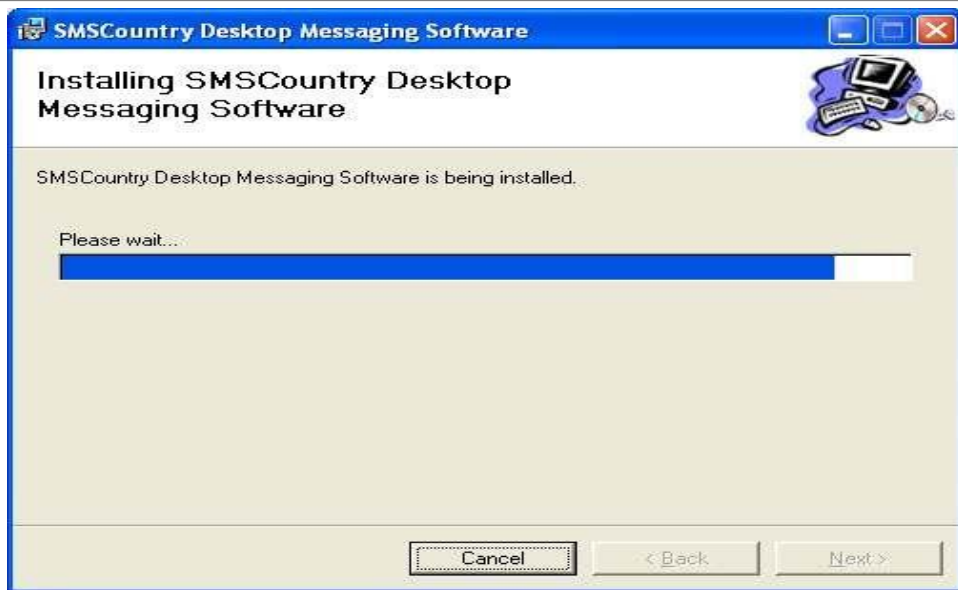 SMSCountry Desktop Messaging Software
Installing SMSCountry Desktop
Messaging Software
SMSCountry Desktop Messaging Software is being installed.
Please wait...
Cancel
< Back
Next >